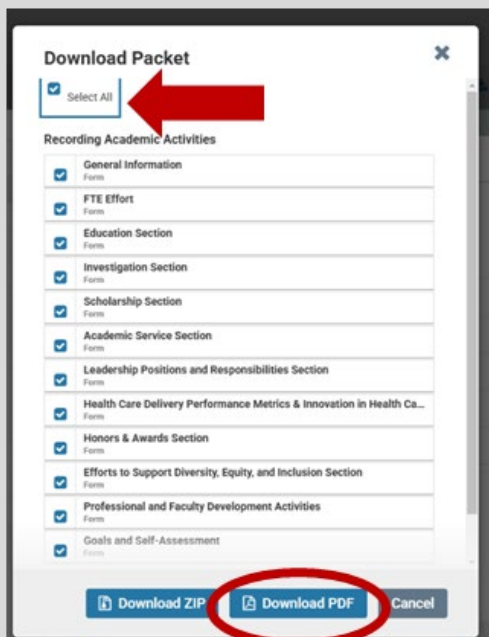 Download Packet
Select All
Recording Academic Activities
General Information
Form
FTE Effort
Form
Education Section
Form
Investigation Section
Form
Scholarship Section
Form
Academic Service Section
Form
Leadership Positions and Responsibilities Section
Form
Health Care Delivery Performance Metrics & Innovation in Health Ca...
Form
Honors & Awards Section
Form
Efforts to Support Diversity, Equity, and Inclusion Section
Form
Professional and Faculty Development Activities
Form
Goals and Self-Assessment
Form
Download ZIP Download PDF Cancel